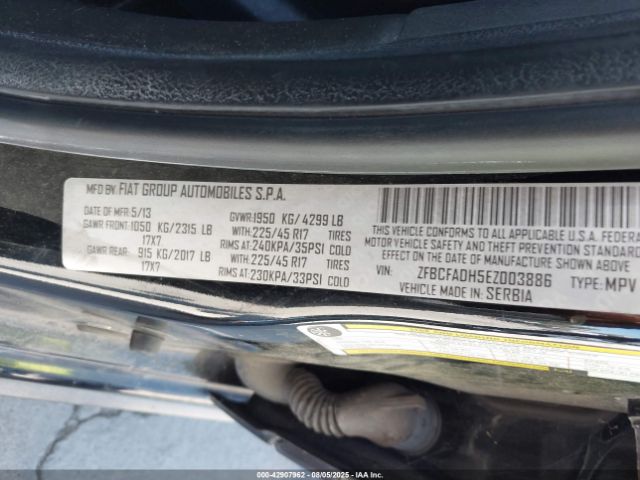 MFD BY: FIAT GROUP AUTOMOBILES S.P.A.
DATE OF MFR: 5/13 GVWR: 1950 KG/ 4299 LB
GAWR FRONT: 1050 KG/2315 LB WITH: 225/45 R17 TIRES
17X7 RIMS AT: 240KPA/35PSI COLD
GAWR REAR: 915 KG/2017 LB WITH: 225/45 R17 TIRES
17X7 RIMS AT: 230KPA/33PSI COLD
THIS VEHICLE CONFORMS TO ALL APPLICABLE FEDERAL
MOTOR VEHICLE SAFETY AND THEFT PREVENTION STANDARDS IN
EFFECT ON THE DATE OF MANUFACTURE SHOWN ABOVE.
VIN: ZFBCFADH5EZ003886 TYPE: MPV
VEHICLE MADE IN SERBIA
000-42907962 - 08/05/2025 - IAAI.COM